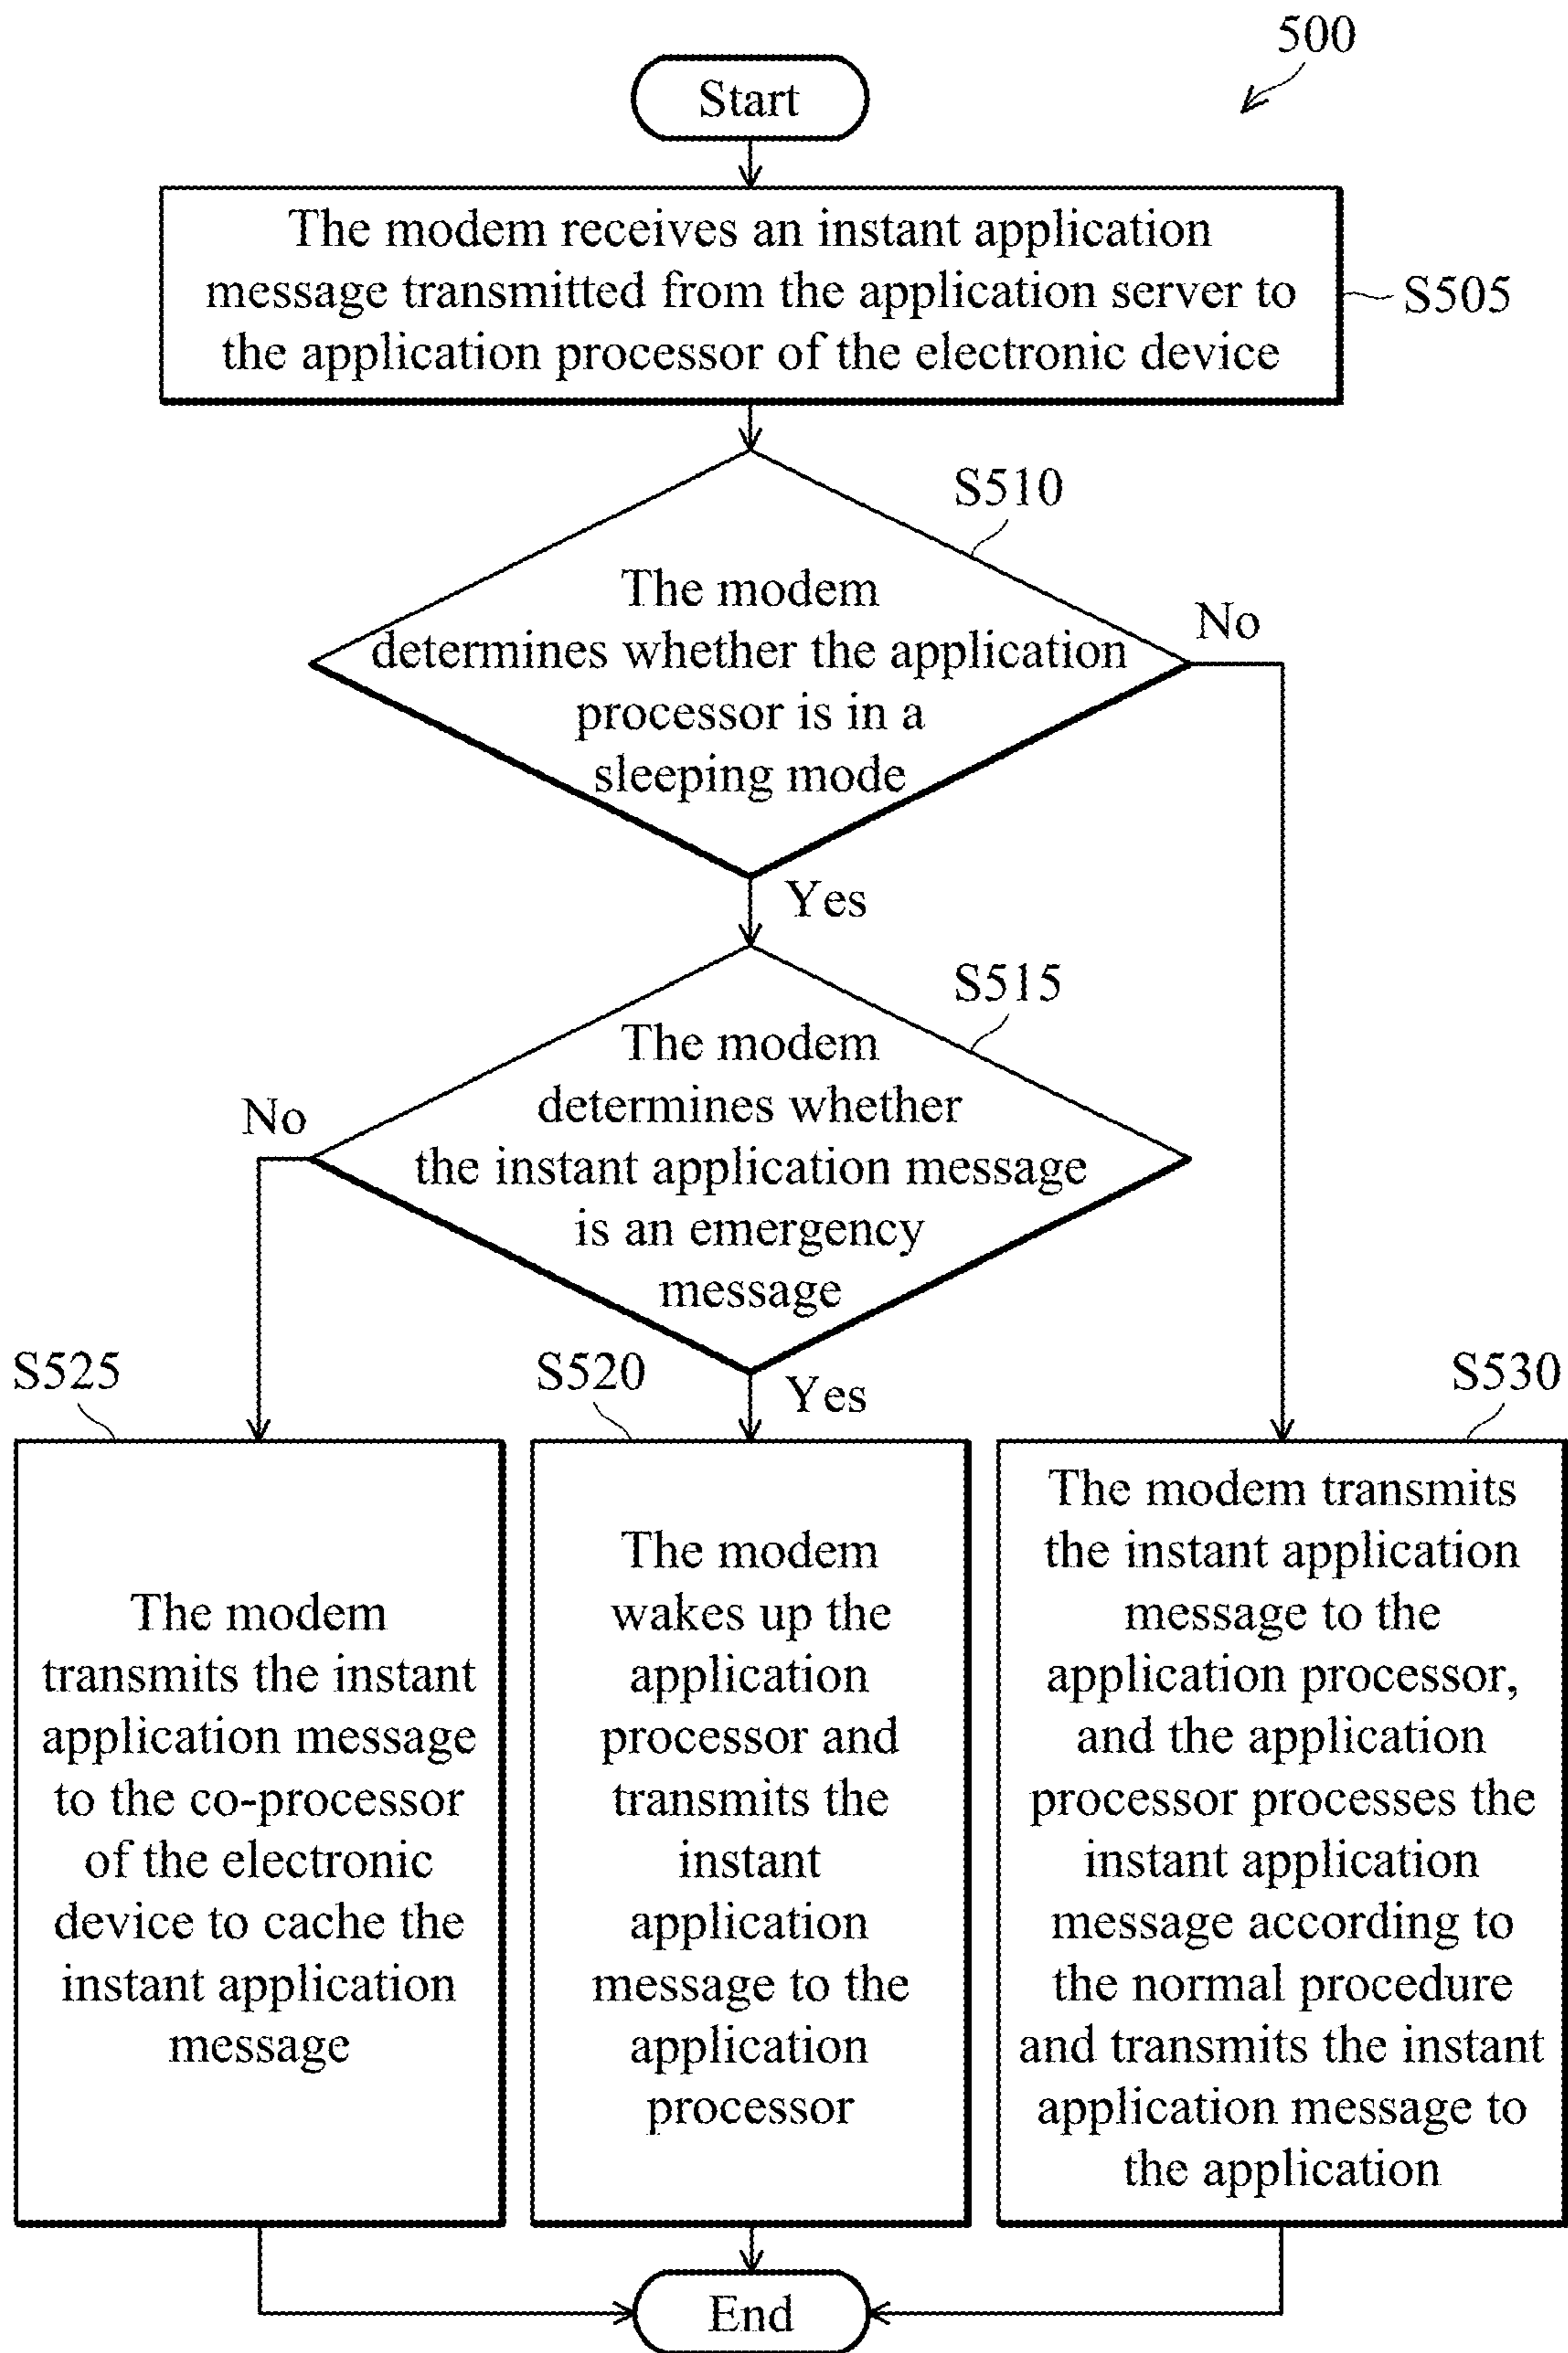 500
Start
The modem receives an instant application
message transmitted from the application server to
the application processor of the electronic device
S505
S510
The modem
determines whether the application
processor is in a
sleeping mode
No
Yes
S515
The modem
determines whether
the instant application message
is an emergency
message
No
Yes
S525
The modem
transmits the instant
application message
to the co-processor
of the electronic
device to cache the
instant application
message
S520
The modem
wakes up the
application
processor and
transmits the
instant
application
message to the
application
processor
S530
The modem transmits
the instant application
message to the
application processor,
and the application
processor processes the
instant application
message according to
the normal procedure
and transmits the instant
application message to
the application
End